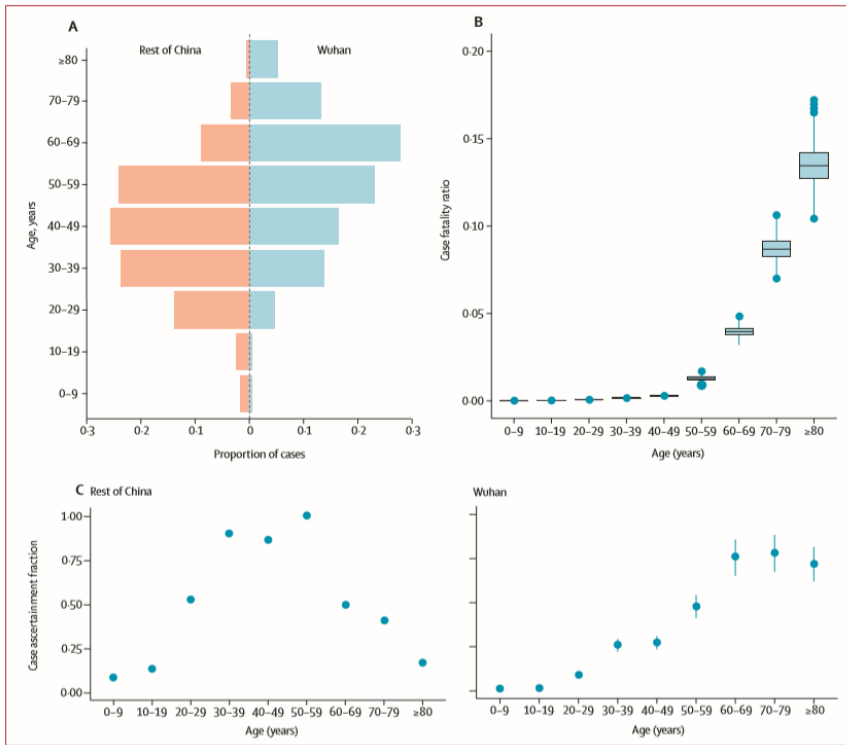 A
Rest of China
Wuhan
Age, years
≥80
70–79
60–69
50–59
40–49
30–39
20–29
10–19
0–9
0·3 0·2 0·1 0 0·1 0·2 0·3
Proportion of cases
B
Case fatality ratio
0·20
0·15
0·10
0·05
0·00
0–9 10–19 20–29 30–39 40–49 50–59 60–69 70–79 ≥80
Age (years)
C Rest of China
Case ascertainment fraction
1·00
0·75
0·50
0·25
0·00
0–9 10–19 20–29 30–39 40–49 50–59 60–69 70–79 ≥80
Age (years)
Wuhan
0–9 10–19 20–29 30–39 40–49 50–59 60–69 70–79 ≥80
Age (years)